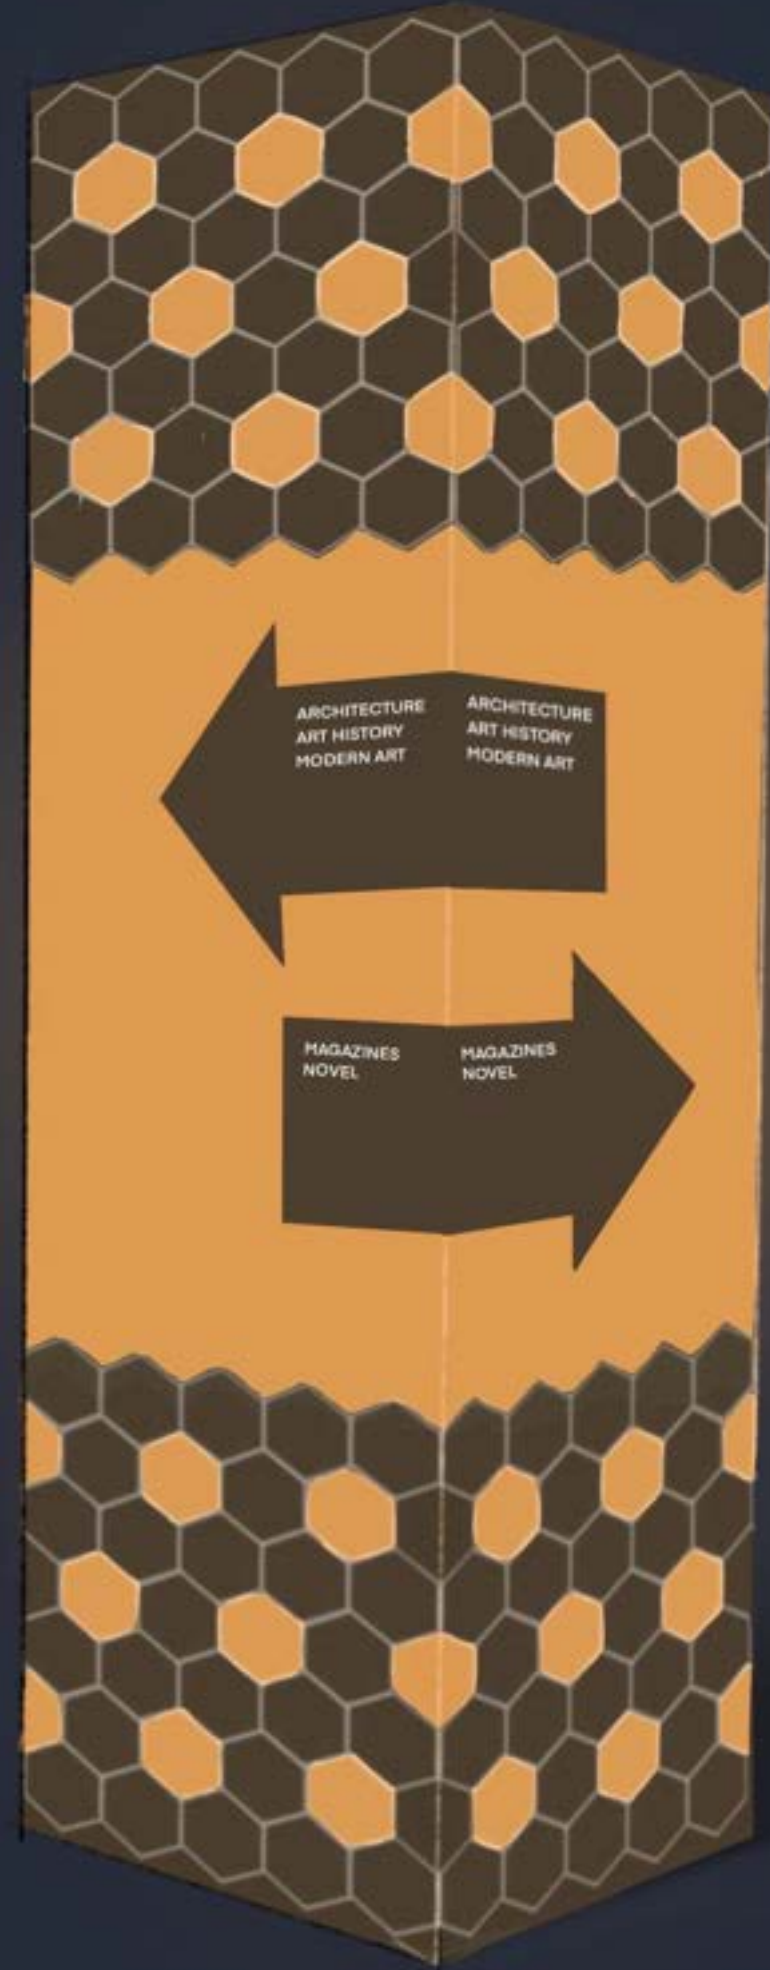 ARCHITECTURE
ART HISTORY
MODERN ART
ARCHITECTURE
ART HISTORY
MODERN ART
MAGAZINES
NOVEL
MAGAZINES
NOVEL